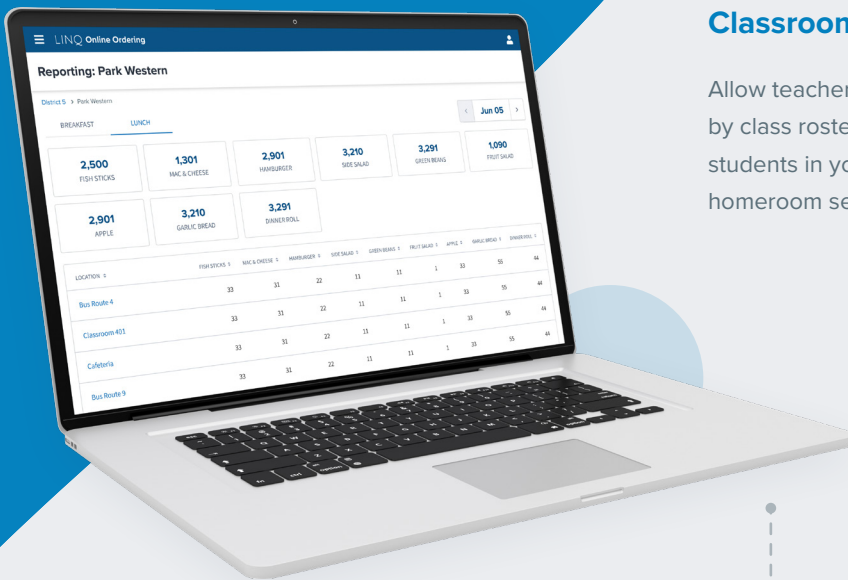 LINQ Online Ordering
Reporting: Park Western
District 5 > Park Western
BREAKFAST LUNCH
< Jun 05 >
2,500 1,301 2,901 3,210 3,291 1,090
FISH STICKS MAC & CHEESE HAMBURGER SIDE SALAD GREEN BEANS FRUIT SALAD
2,901 3,210 3,291
APPLE GARLIC BREAD DINNER ROLL
LOCATION FISH STICKS MAC & CHEESE HAMBURGER SIDE SALAD GREEN BEANS FRUIT SALAD APPLE GARLIC BREAD DINNER ROLL
Bus Route 4 33 31 22 11 11 1 33 55 44
Classroom 401 33 31 22 11 11 1 33 55 44
Cafeteria 33 31 22 11 11 1 33 55 44
Bus Route 9 33 31 22 11 11 1 33 55 44
Classroom
Allow teacher
by class roste
students in yo
homeroom se